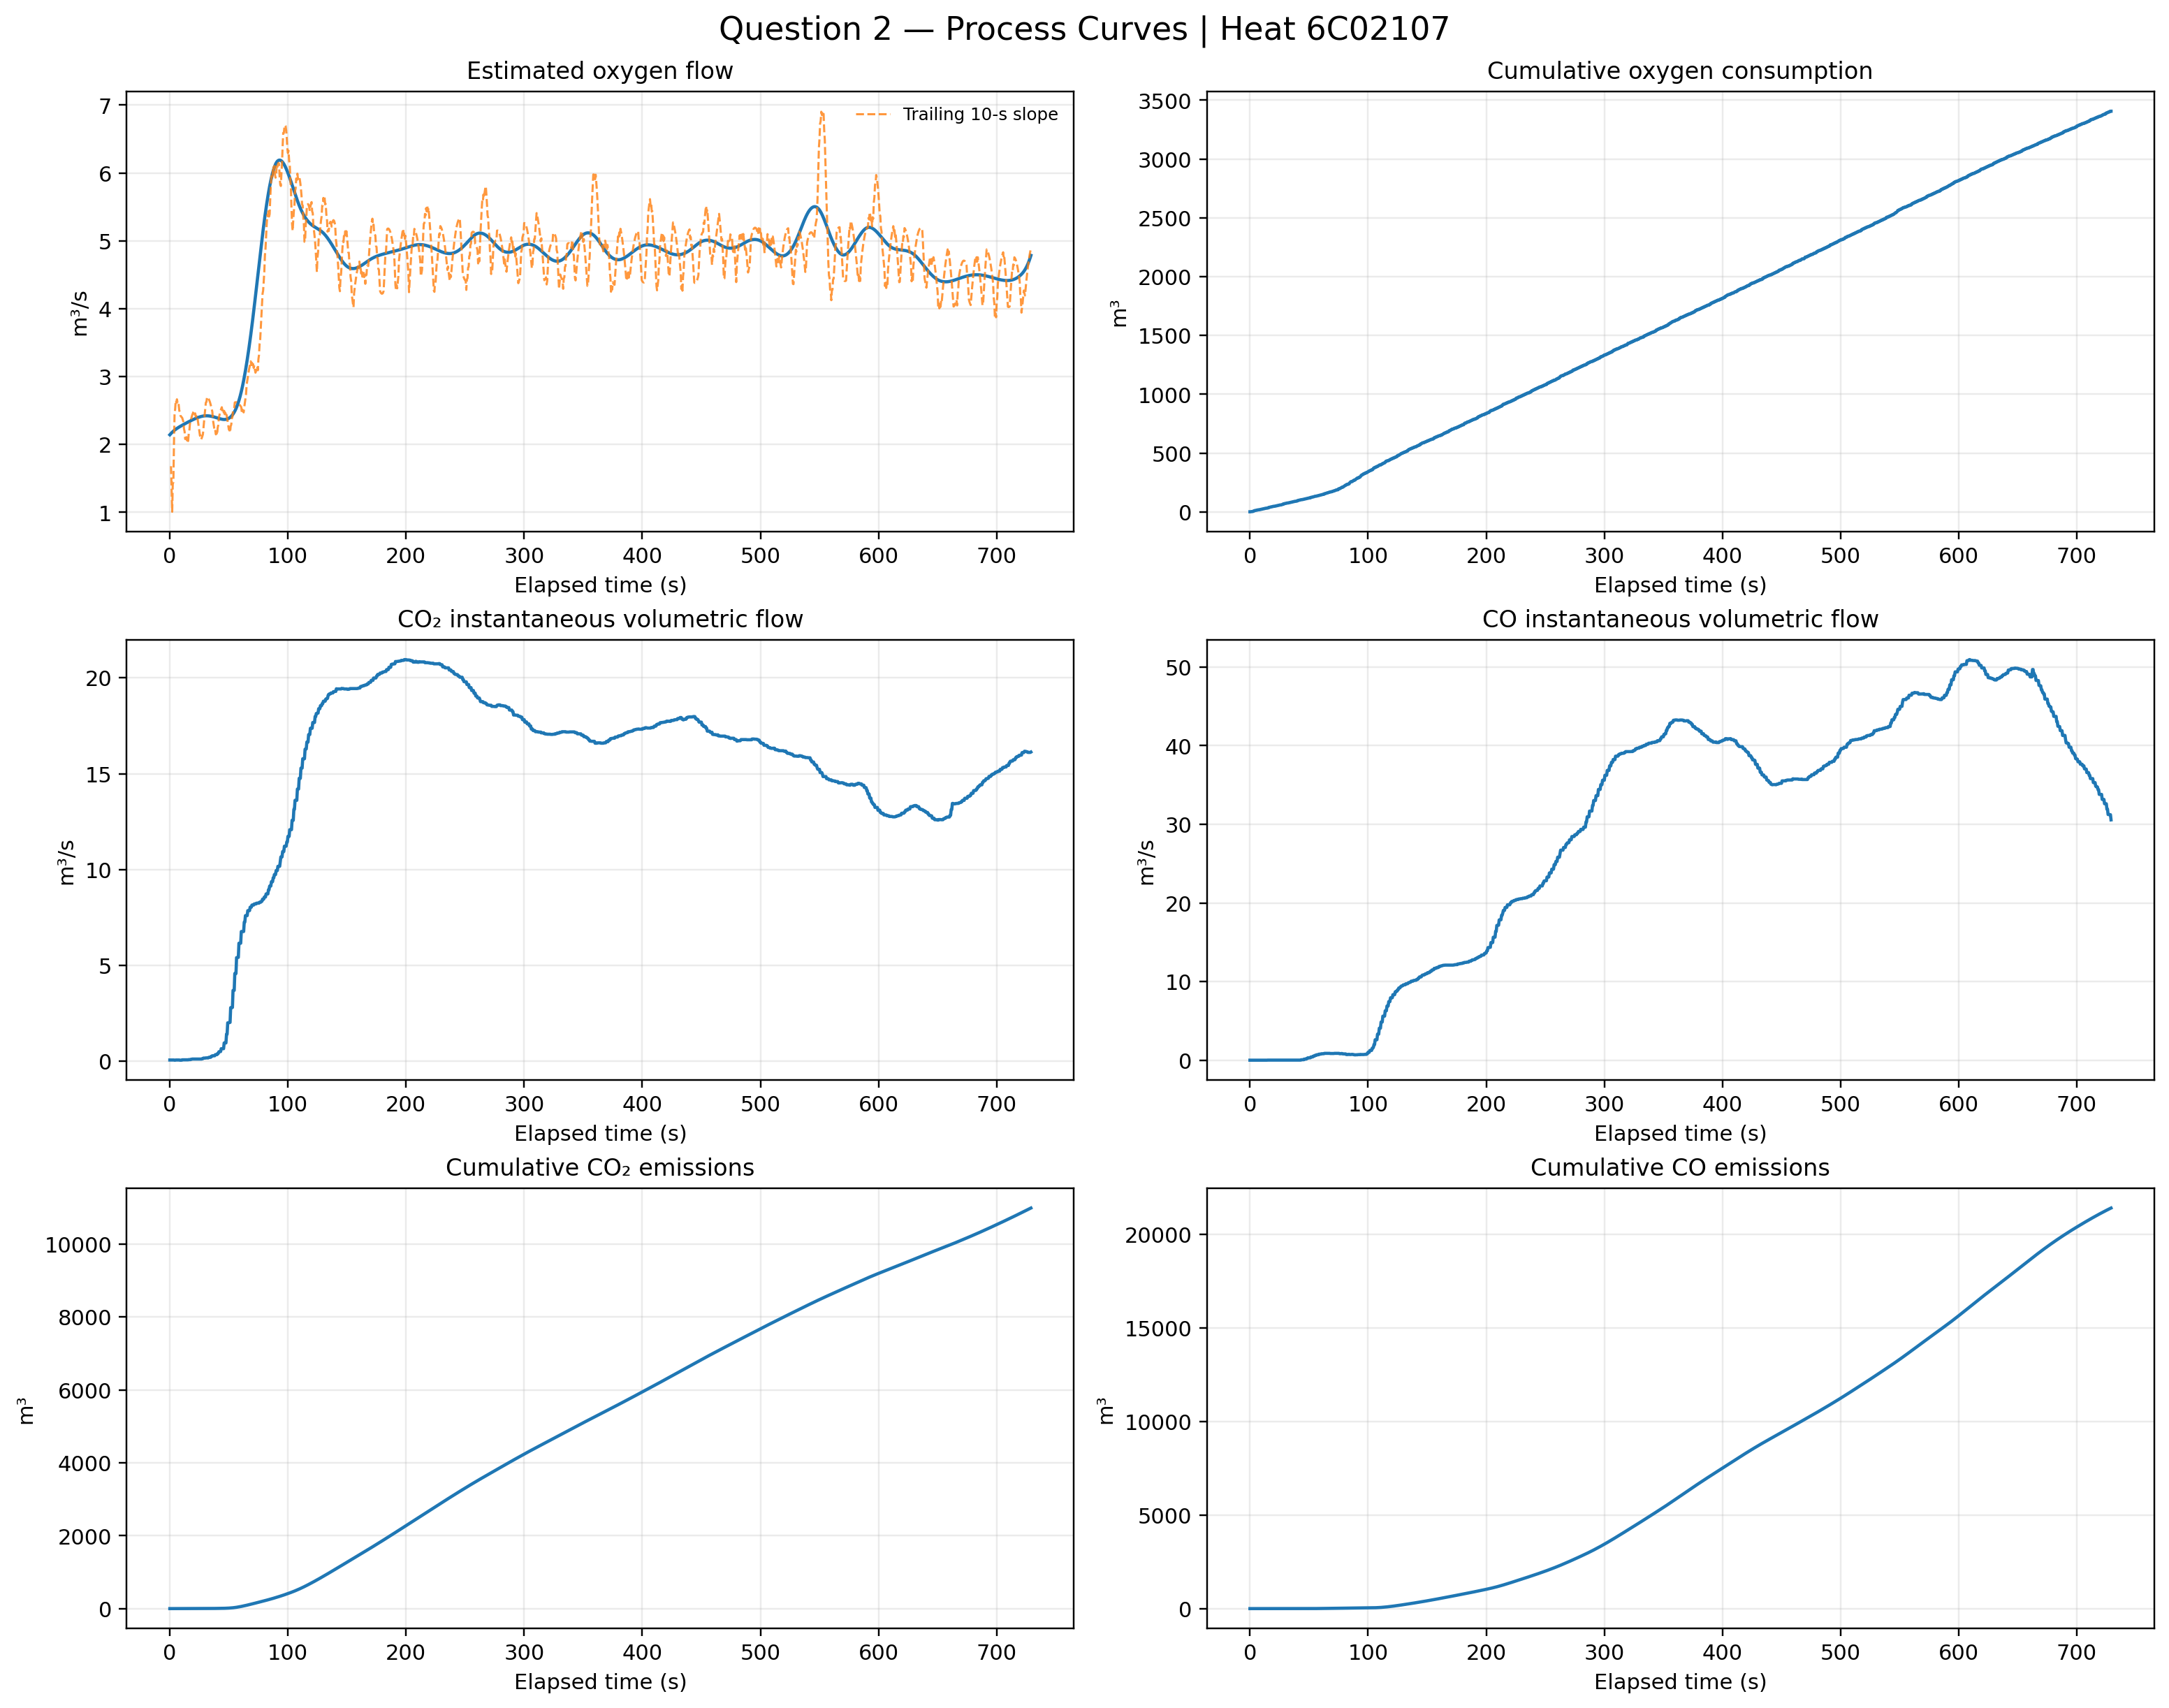 Question 2 — Process Curves | Heat 6C02107
Estimated oxygen flow
Trailing 10-s slope
7
6
5
4
3
2
1
m³/s
0 100 200 300 400 500 600 700
Elapsed time (s)
Cumulative oxygen consumption
3500
3000
2500
2000
1500
1000
500
0
m³
0 100 200 300 400 500 600 700
Elapsed time (s)
CO₂ instantaneous volumetric flow
20
15
10
5
0
m³/s
0 100 200 300 400 500 600 700
Elapsed time (s)
CO instantaneous volumetric flow
50
40
30
20
10
0
m³/s
0 100 200 300 400 500 600 700
Elapsed time (s)
Cumulative CO₂ emissions
10000
8000
6000
4000
2000
0
m³
0 100 200 300 400 500 600 700
Elapsed time (s)
Cumulative CO emissions
20000
15000
10000
5000
0
m³
0 100 200 300 400 500 600 700
Elapsed time (s)